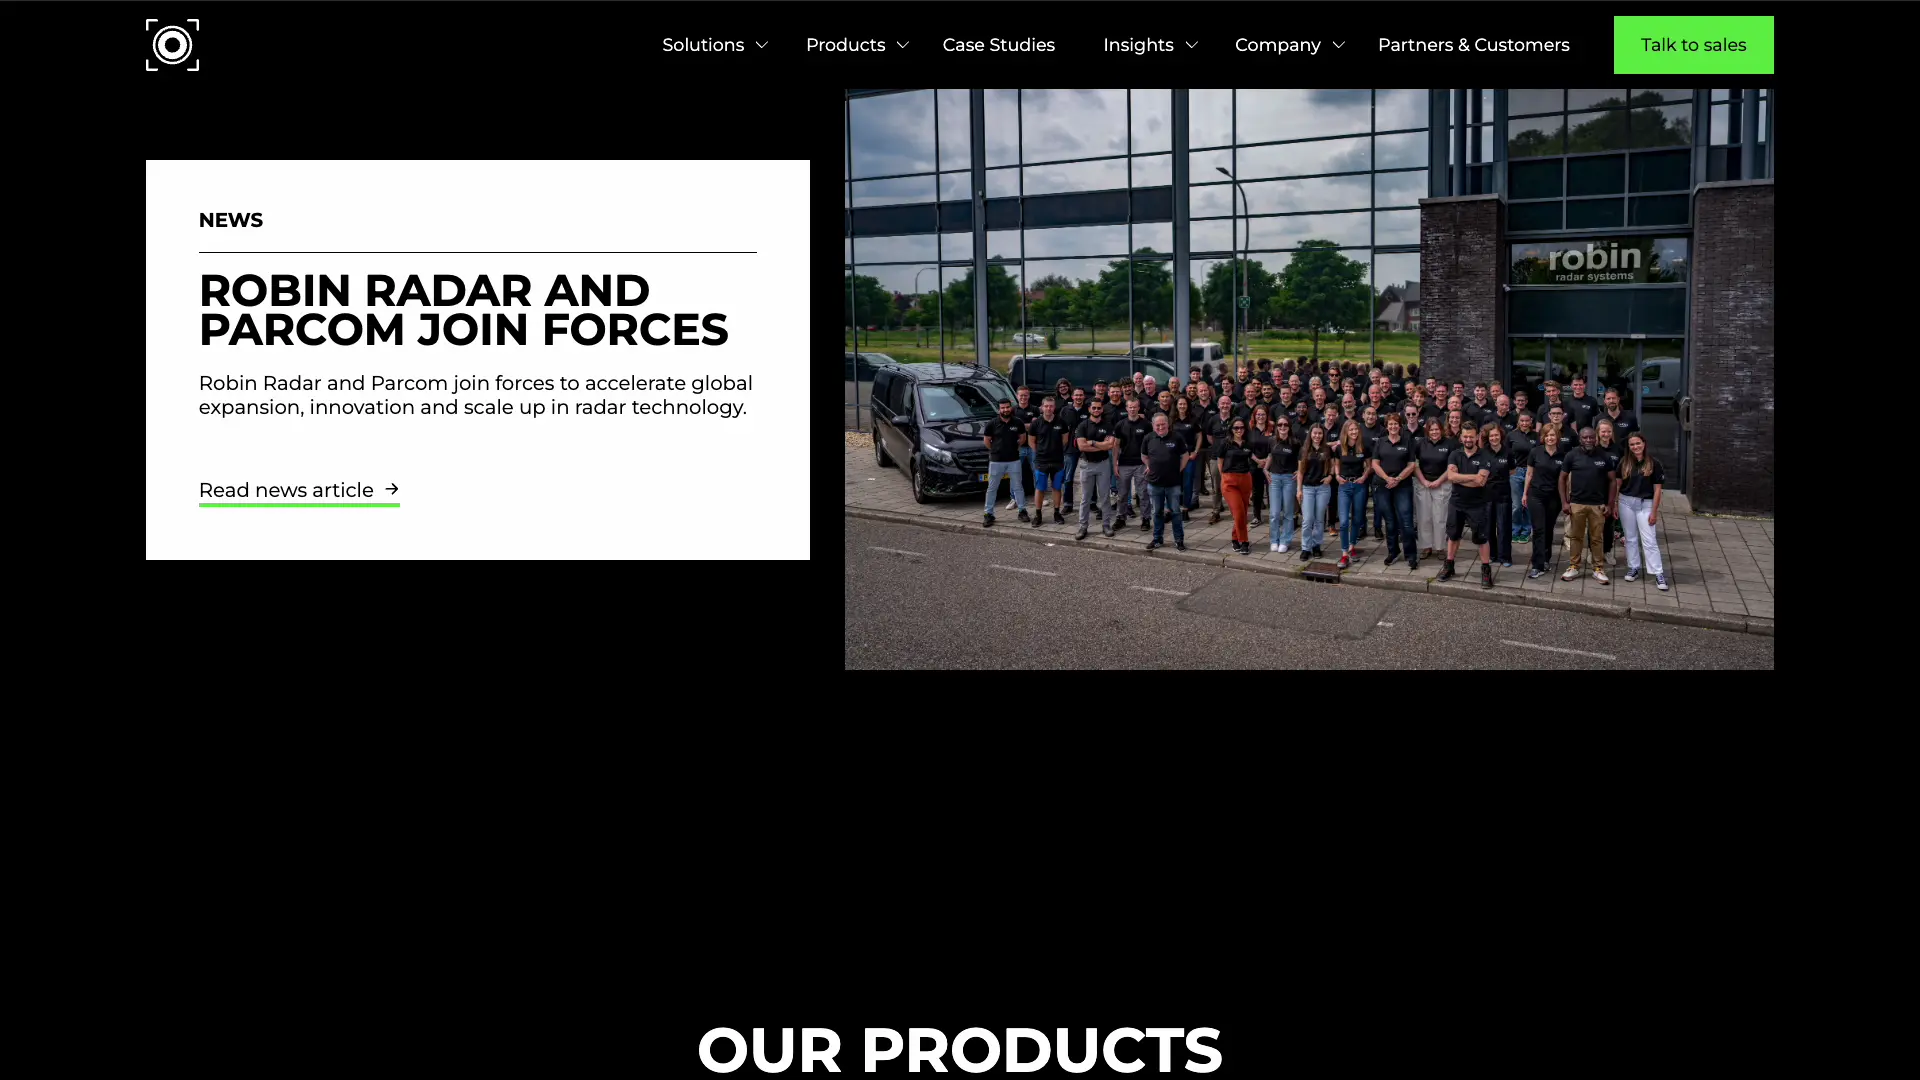 Solutions
Products
Case Studies
Insights
Company
Partners & Customers
Talk to sales
NEWS
ROBIN RADAR AND
PARCOM JOIN FORCES
Robin Radar and Parcom join forces to accelerate global
expansion, innovation and scale up in radar technology.
Read news article
robin
radar systems
OUR PRODUCTS